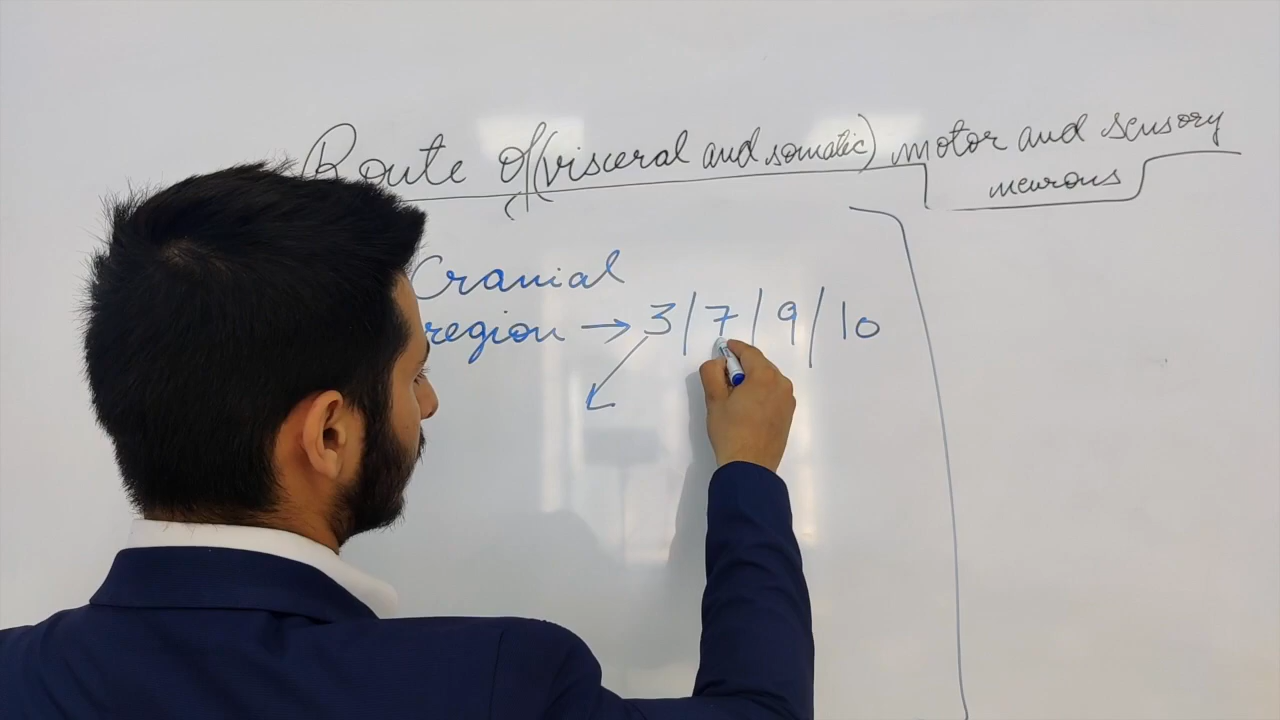 Route of (visceral and somatic) motor and sensory
neurons
Cranial
region → 3/7/9/10